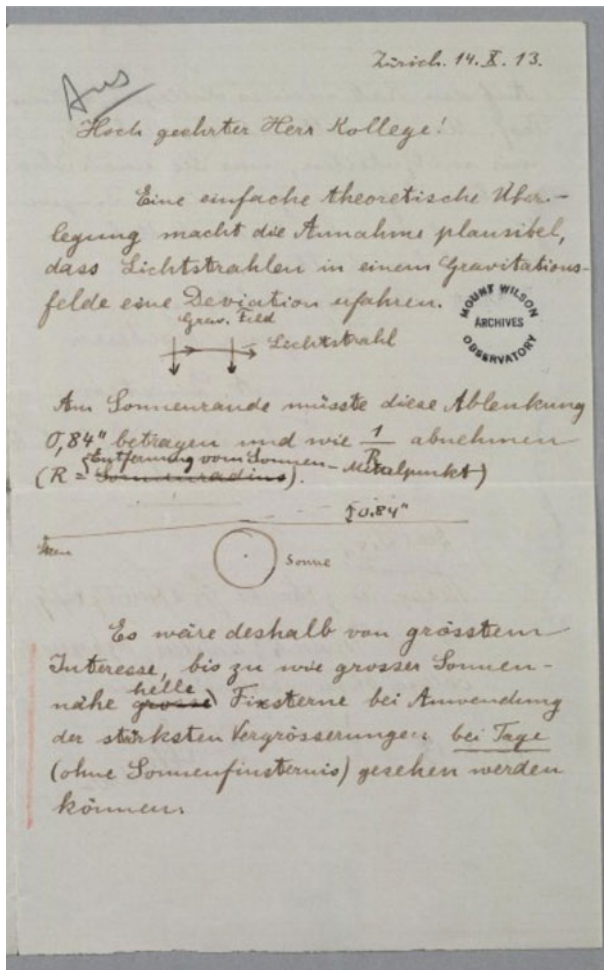 Zürich. 14. X. 13.
Aus
Hoch geehrter Herr Kollege!
Eine einfache theoretische Über-
legung macht die Annahme plausibel,
dass Lichtstrahlen in einem Gravitations-
felde eine Deviation erfahren.
MOUNT WILSON
ARCHIVES
OBSERVATORY
Grav. Feld
Lichtstrahl
Am Sonnenrande müsste diese Ablenkung
0,84" betragen und wie 1/R abnehmen
Entfernung vom Sonnen-Mittelpunkt
(R = Sonnenradius).
0.84"
Stern
Sonne
Es wäre deshalb von grösstem
Interesse, bis zu wie grosser Sonnen-
helle
nähe grosse Fixsterne bei Anwendung
der stärksten Vergrösserungen bei Tage
(ohne Sonnenfinsternis) gesehen werden
können.